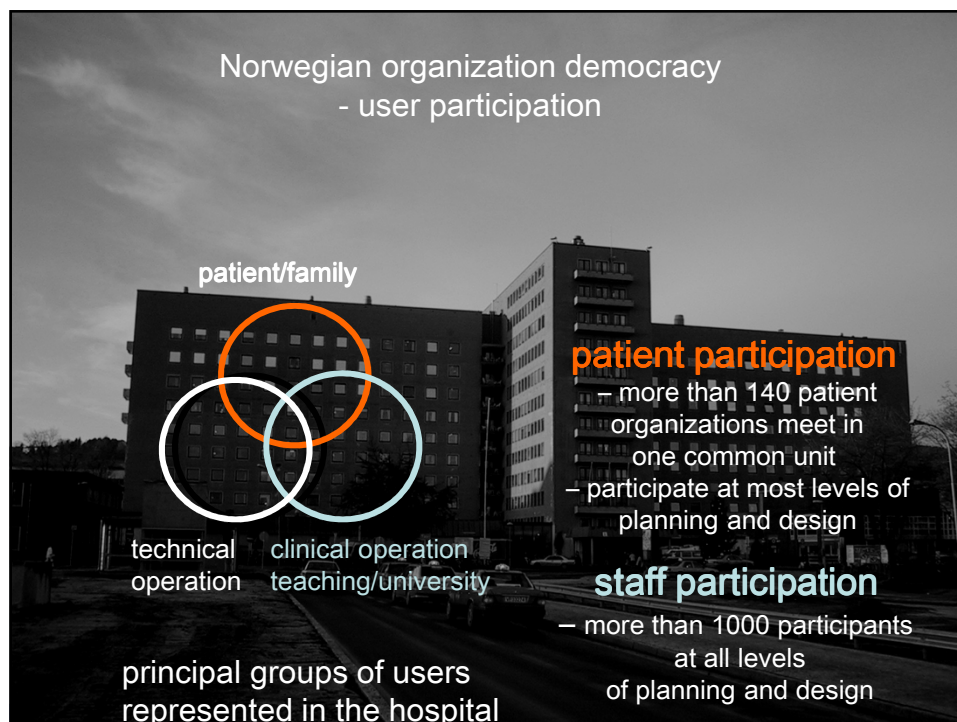 Norwegian organization democracy
- user participation
patient/family
technical
operation
clinical operation
teaching/university
principal groups of users
represented in the hospital
patient participation
– more than 140 patient
organizations meet in
one common unit
– participate at most levels of
planning and design
staff participation
– more than 1000 participants
at all levels
of planning and design